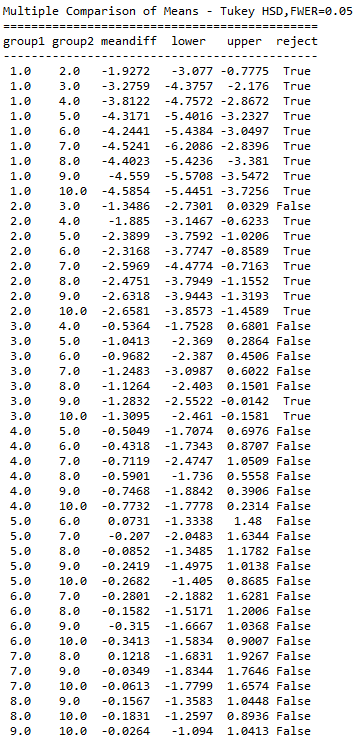 Multiple Comparison of Means - Tukey HSD,FWER=0.05
=============================================
group1 group2 meandiff lower upper reject
---------------------------------------------
1.0 2.0 -1.9272 -3.077 -0.7775 True
1.0 3.0 -3.2759 -4.3757 -2.176 True
1.0 4.0 -3.8122 -4.7572 -2.8672 True
1.0 5.0 -4.3171 -5.4016 -3.2327 True
1.0 6.0 -4.2441 -5.4384 -3.0497 True
1.0 7.0 -4.5241 -6.2086 -2.8396 True
1.0 8.0 -4.4023 -5.4236 -3.381 True
1.0 9.0 -4.559 -5.5708 -3.5472 True
1.0 10.0 -4.5854 -5.4451 -3.7256 True
2.0 3.0 -1.3486 -2.7301 0.0329 False
2.0 4.0 -1.885 -3.1467 -0.6233 True
2.0 5.0 -2.3899 -3.7592 -1.0206 True
2.0 6.0 -2.3168 -3.7747 -0.8589 True
2.0 7.0 -2.5969 -4.4774 -0.7163 True
2.0 8.0 -2.4751 -3.7949 -1.1552 True
2.0 9.0 -2.6318 -3.9443 -1.3193 True
2.0 10.0 -2.6581 -3.8573 -1.4589 True
3.0 4.0 -0.5364 -1.7528 0.6801 False
3.0 5.0 -1.0413 -2.369 0.2864 False
3.0 6.0 -0.9682 -2.387 0.4506 False
3.0 7.0 -1.2483 -3.0987 0.6022 False
3.0 8.0 -1.1264 -2.403 0.1501 False
3.0 9.0 -1.2832 -2.5522 -0.0142 True
3.0 10.0 -1.3095 -2.461 -0.1581 True
4.0 5.0 -0.5049 -1.7074 0.6976 False
4.0 6.0 -0.4318 -1.7343 0.8707 False
4.0 7.0 -0.7119 -2.4747 1.0509 False
4.0 8.0 -0.5901 -1.736 0.5558 False
4.0 9.0 -0.7468 -1.8842 0.3906 False
4.0 10.0 -0.7732 -1.7778 0.2314 False
5.0 6.0 0.0731 -1.3338 1.48 False
5.0 7.0 -0.207 -2.0483 1.6344 False
5.0 8.0 -0.0852 -1.3485 1.1782 False
5.0 9.0 -0.2419 -1.4975 1.0138 False
5.0 10.0 -0.2682 -1.405 0.8685 False
6.0 7.0 -0.2801 -2.1882 1.6281 False
6.0 8.0 -0.1582 -1.5171 1.2006 False
6.0 9.0 -0.315 -1.6667 1.0368 False
6.0 10.0 -0.3413 -1.5834 0.9007 False
7.0 8.0 0.1218 -1.6831 1.9267 False
7.0 9.0 -0.0349 -1.8344 1.7646 False
7.0 10.0 -0.0613 -1.7799 1.6574 False
8.0 9.0 -0.1567 -1.3583 1.0448 False
8.0 10.0 -0.1831 -1.2597 0.8936 False
9.0 10.0 -0.0264 -1.094 1.0413 False